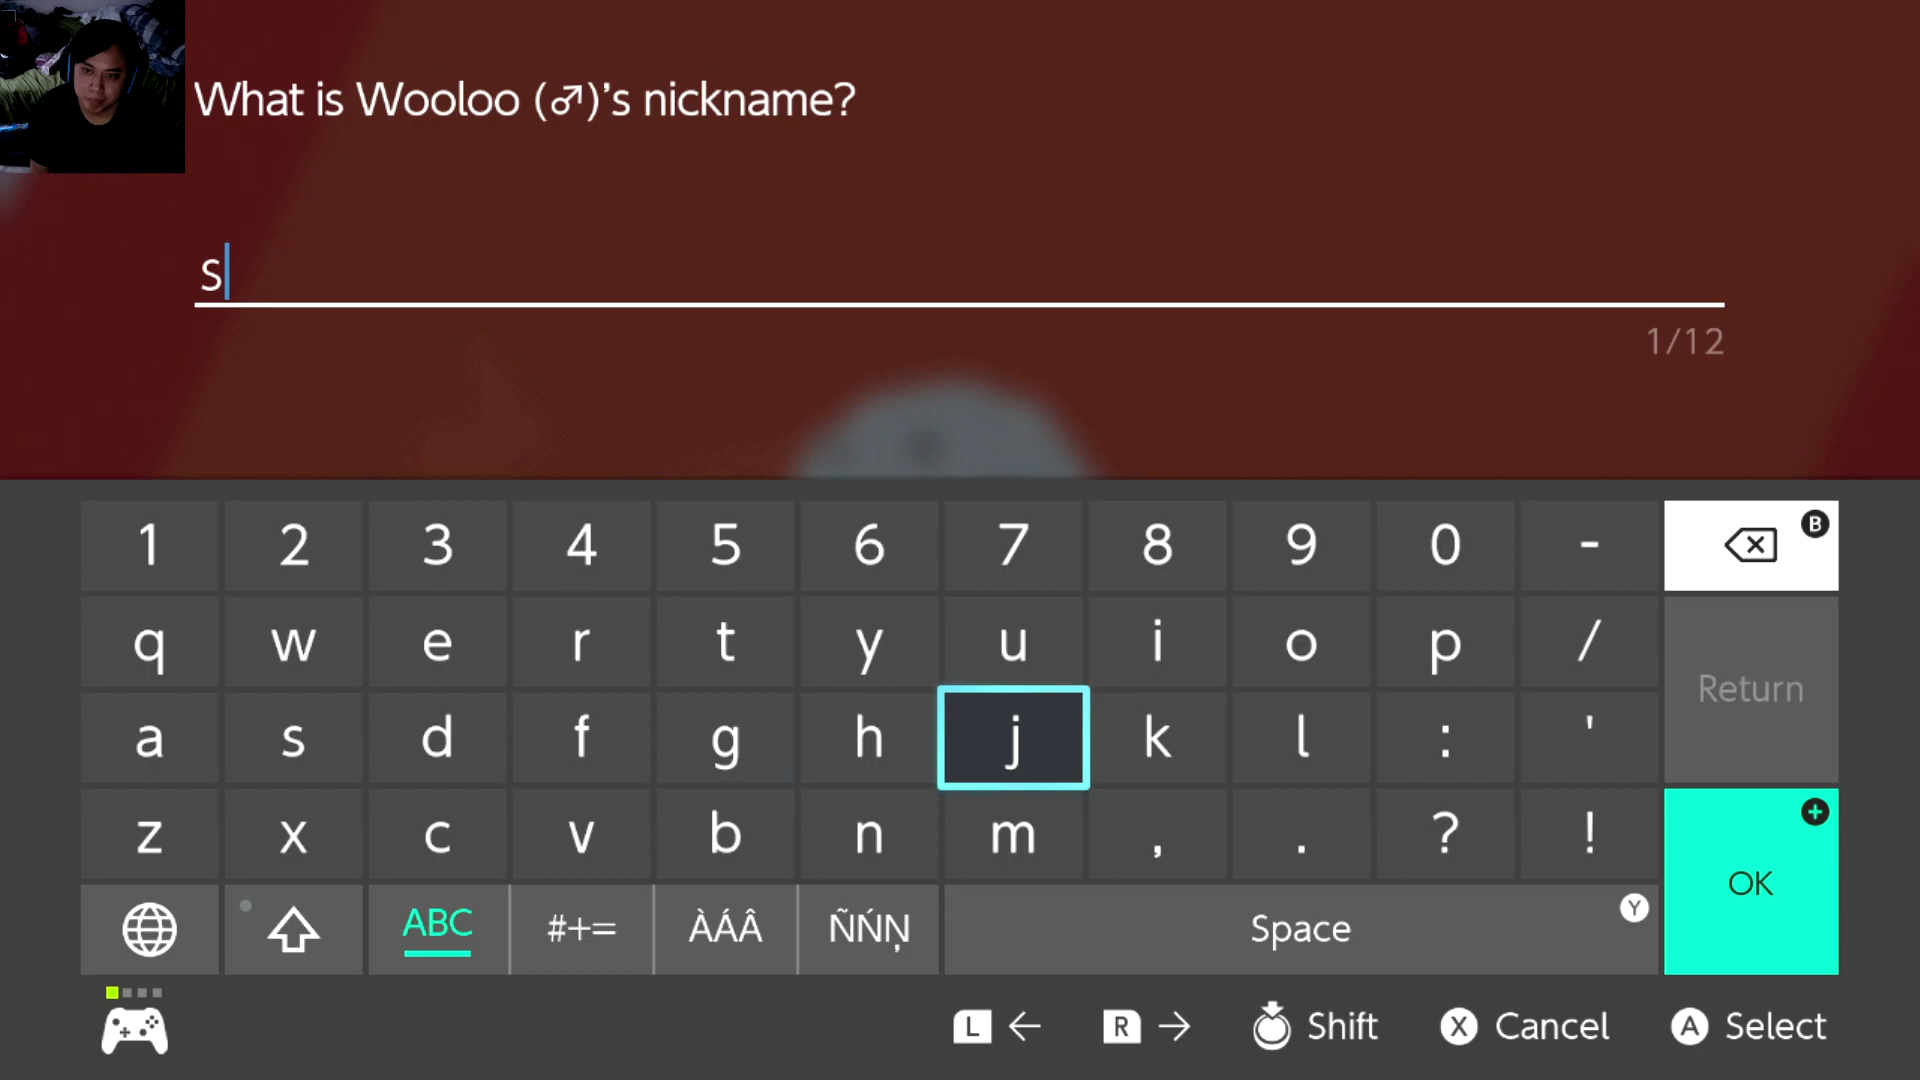 What is Wooloo (♂)'s nickname?
S
1/12
1 2 3 4 5 6 7 8 9 0 - B
q w e r t y u i o p /
Return
a s d f g h j k l : '
z x c v b n m , . ? ! +
OK
ABC #+= ÀÁÂ ÑŃŅ Space Y
L ← R → Shift X Cancel A Select